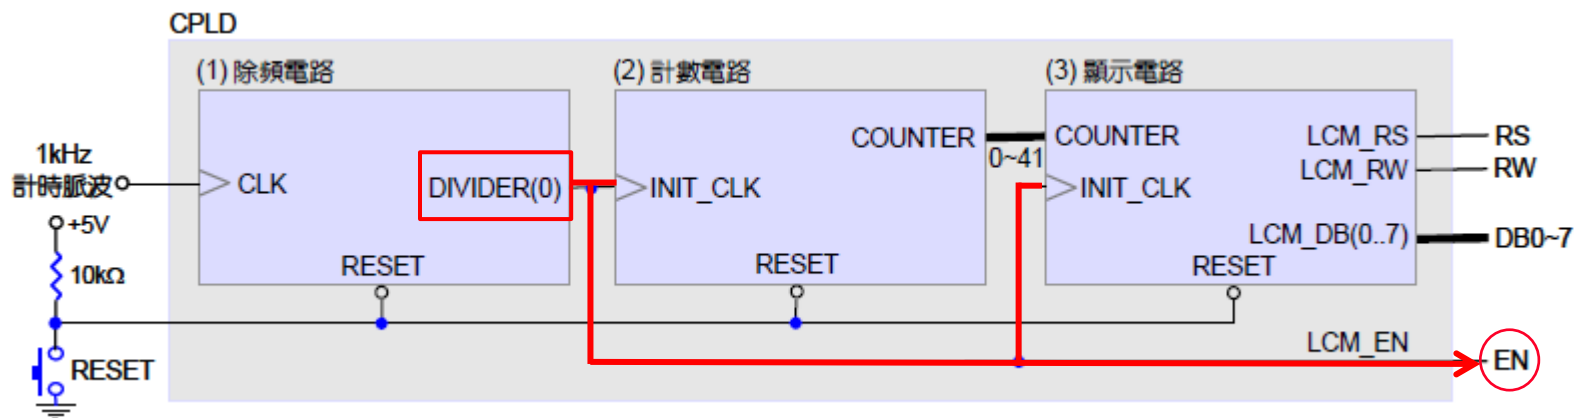 CPLD
(1) 除頻電路
(2) 計數電路
(3) 顯示電路
1kHz
計時脈波
CLK
DIVIDER(0)
RESET
INIT_CLK
COUNTER
RESET
0~41
COUNTER
INIT_CLK
LCM_RS
LCM_RW
LCM_DB(0..7)
RESET
RS
RW
DB0~7
+5V
10kΩ
RESET
LCM_EN
EN